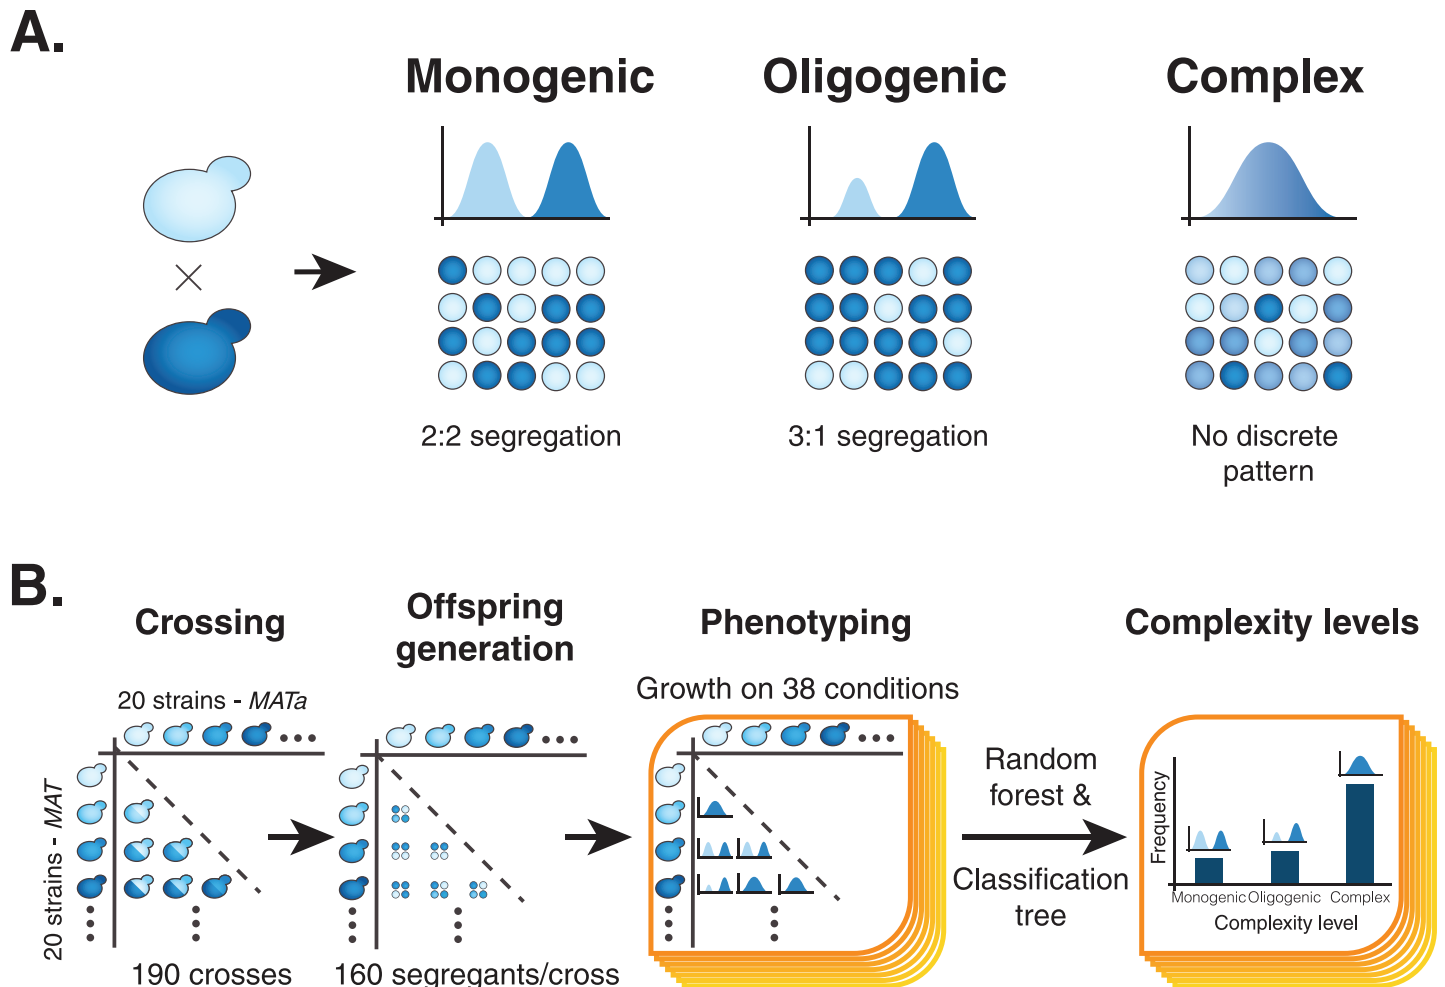 A.
Monogenic
Oligogenic
Complex
2:2 segregation
3:1 segregation
No discrete
pattern
B.
Crossing
Offspring
generation
Phenotyping
Complexity levels
20 strains - MATa
20 strains - MAT
190 crosses
160 segregants/cross
Growth on 38 conditions
Random
forest &
Classification
tree
Frequency
Monogenic Oligogenic Complex
Complexity level